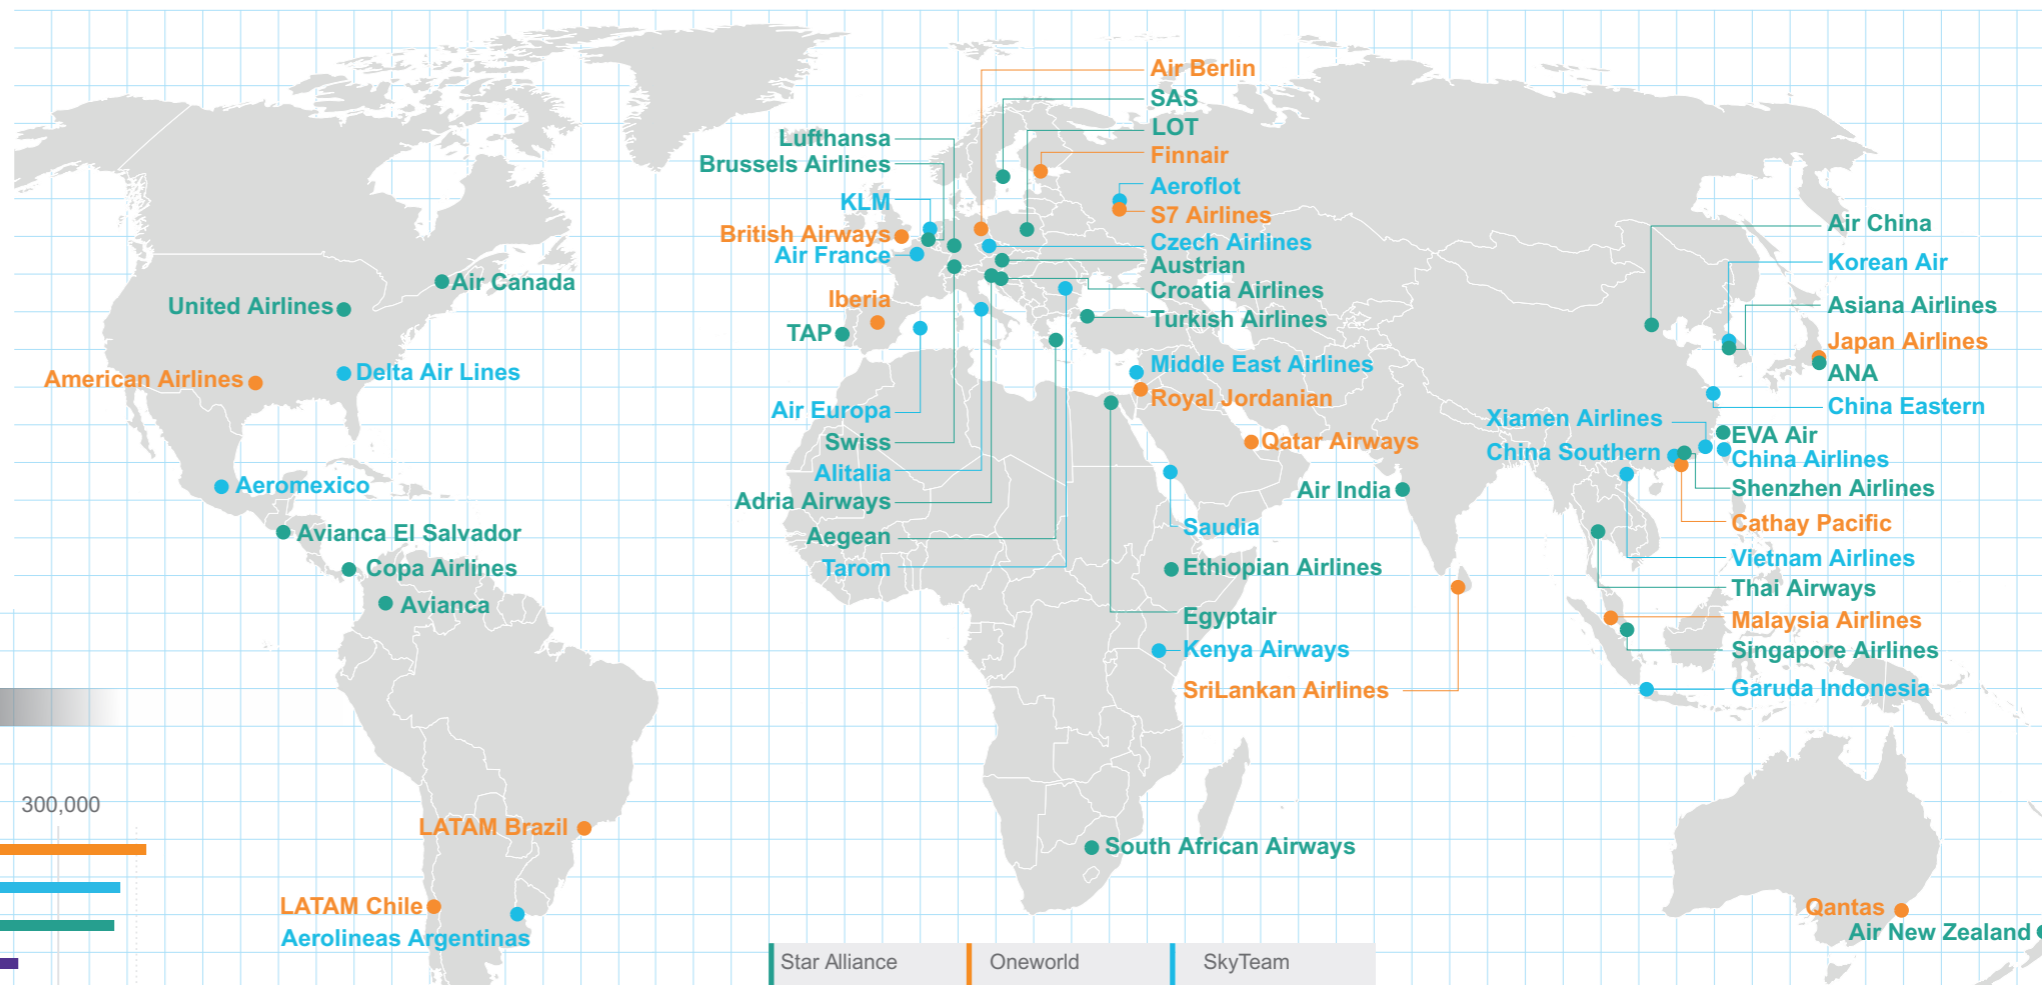 Air Berlin
SAS
LOT
Finnair
Aeroflot
S7 Airlines
Czech Airlines
Austrian
Croatia Airlines
Turkish Airlines
Middle East Airlines
Royal Jordanian
Qatar Airways
Lufthansa
Brussels Airlines
KLM
British Airways
Air France
Iberia
TAP
Air Europa
Swiss
Alitalia
Adria Airways
Aegean
Tarom
Air Canada
United Airlines
American Airlines
Delta Air Lines
Aeromexico
Avianca El Salvador
Copa Airlines
Avianca
LATAM Brazil
LATAM Chile
Aerolineas Argentinas
Saudia
Ethiopian Airlines
Egyptair
Kenya Airways
SriLankan Airlines
South African Airways
Air India
Air China
Korean Air
Asiana Airlines
Japan Airlines
ANA
China Eastern
Xiamen Airlines
China Southern
EVA Air
China Airlines
Shenzhen Airlines
Cathay Pacific
Vietnam Airlines
Thai Airways
Malaysia Airlines
Singapore Airlines
Garuda Indonesia
Qantas
Air New Zealand
300,000
Star Alliance
Oneworld
SkyTeam